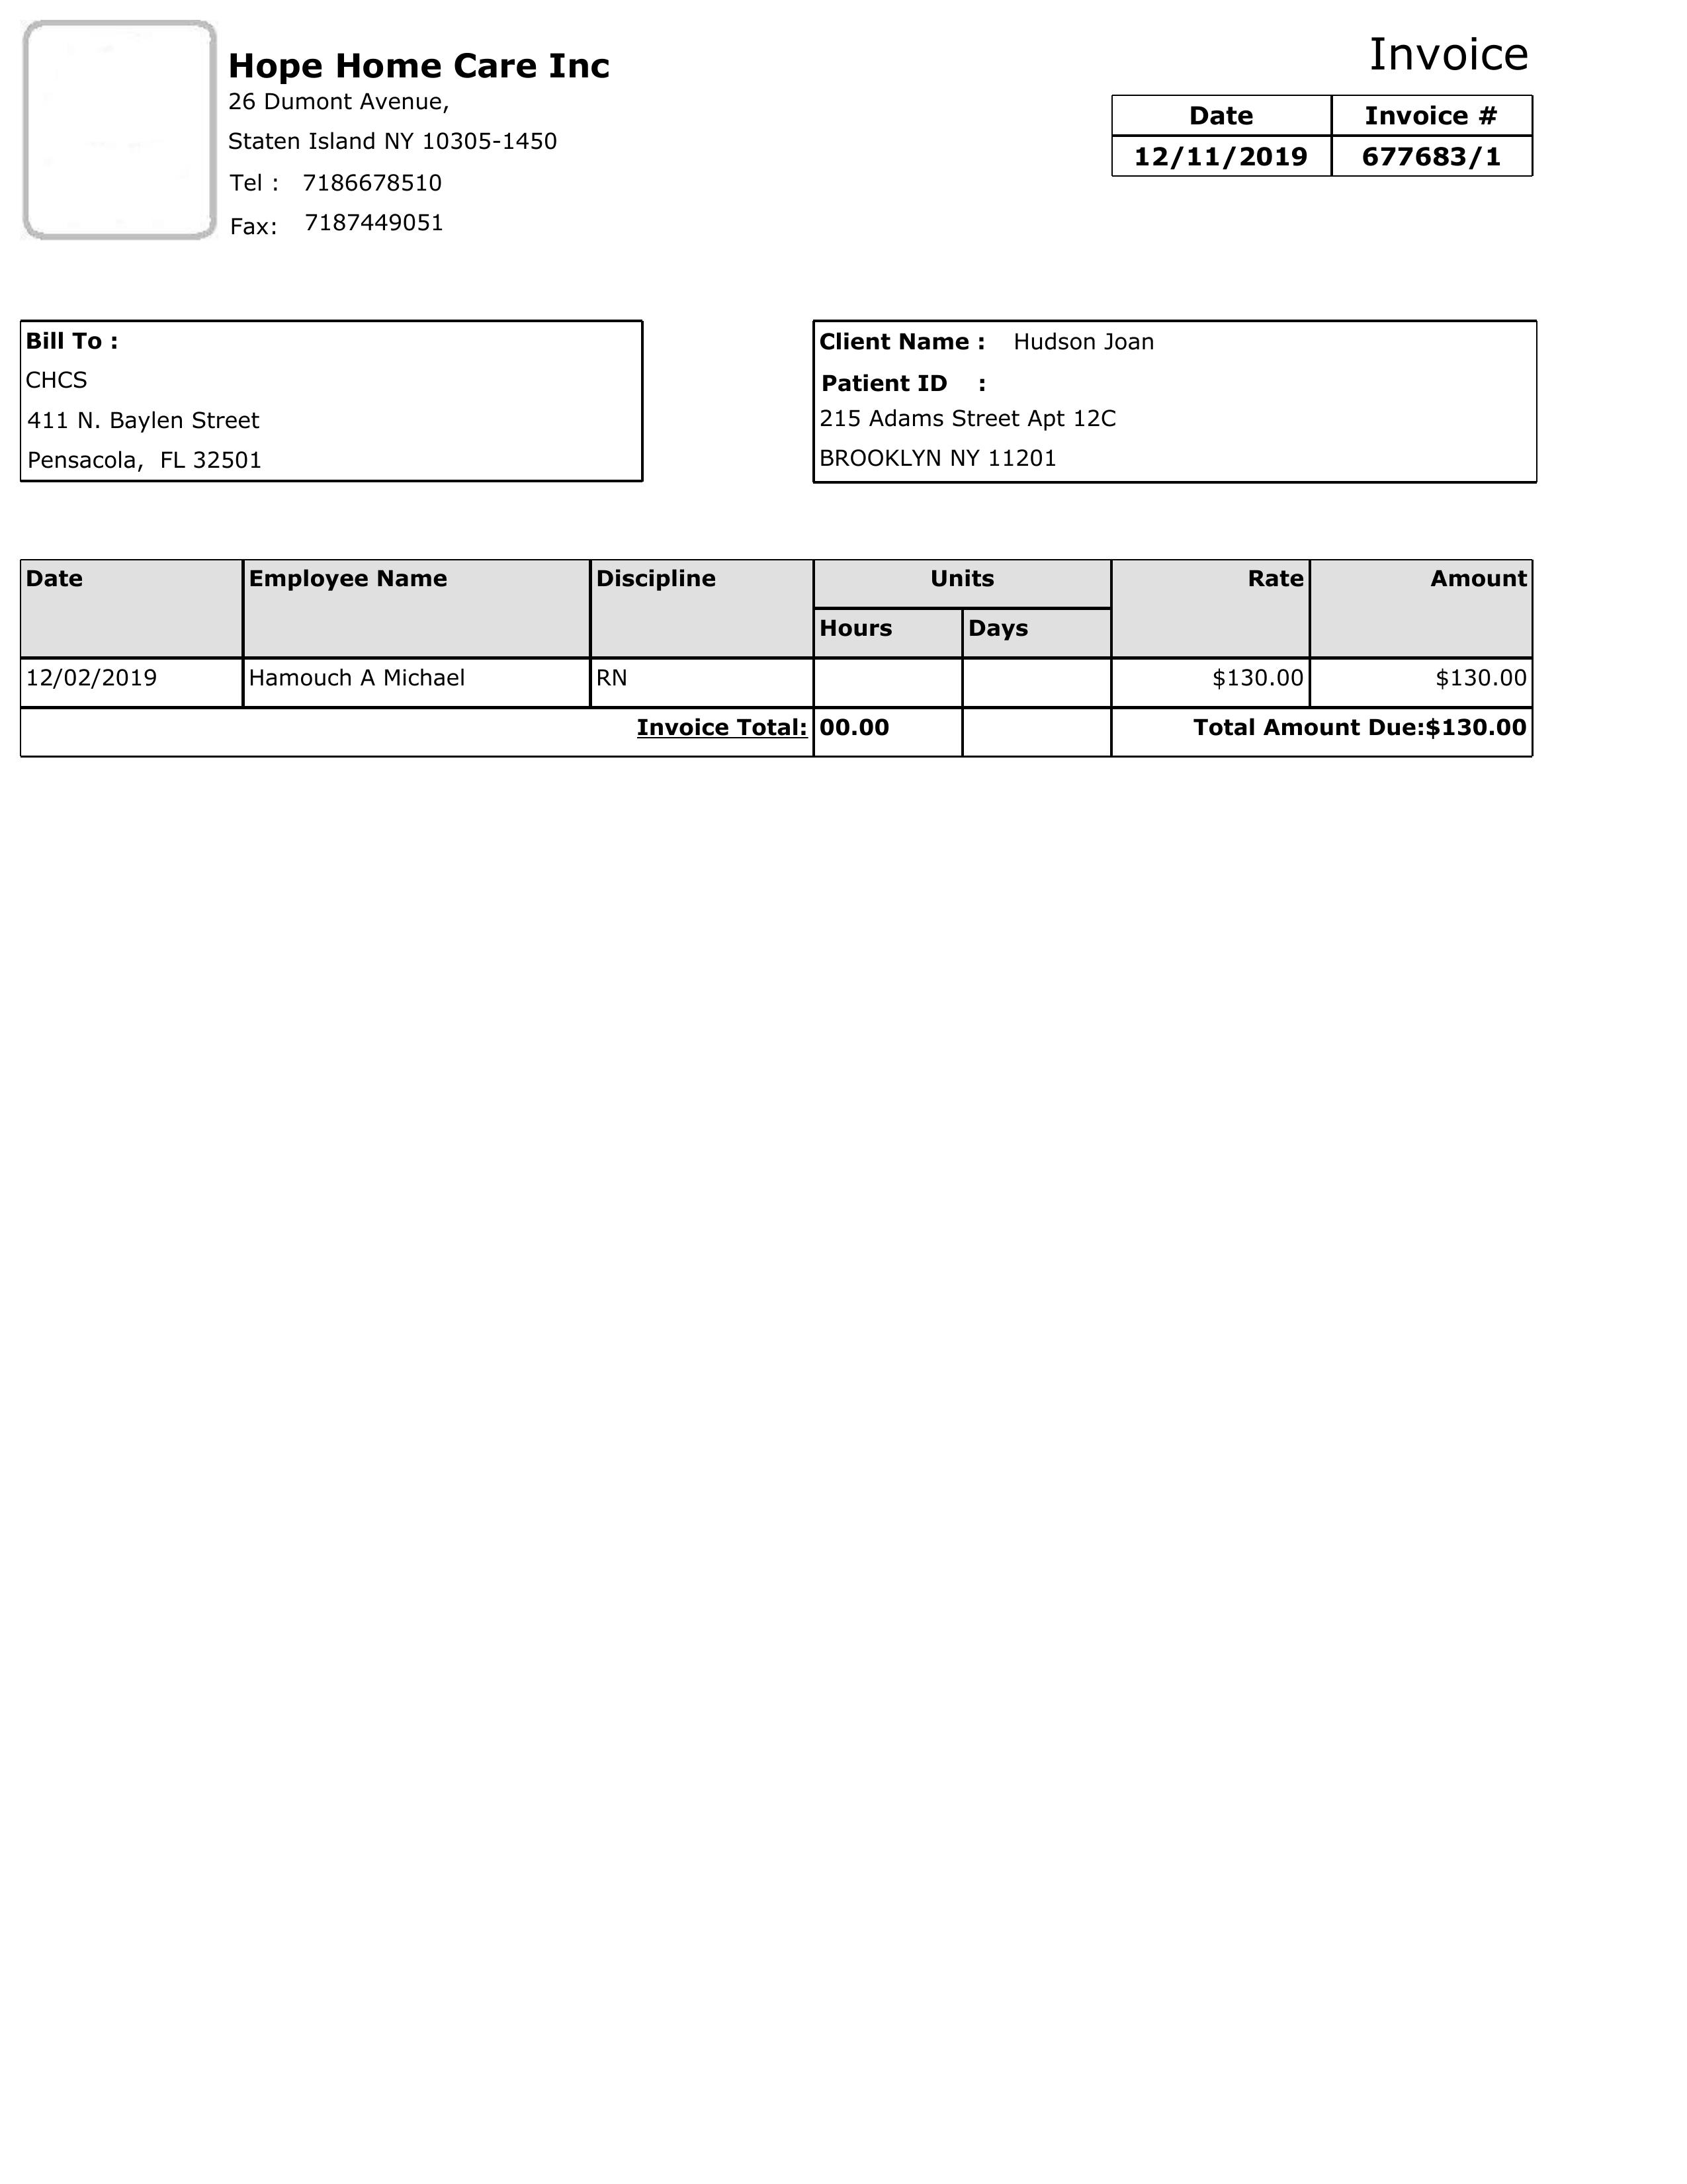 Invoice
Hope Home Care Inc
26 Dumont Avenue,
Staten Island NY 10305-1450
Tel : 7186678510
Fax: 7187449051
Date Invoice #
12/11/2019 677683/1
Bill To :
CHCS
411 N. Baylen Street
Pensacola, FL 32501
Client Name : Hudson Joan
Patient ID :
215 Adams Street Apt 12C
BROOKLYN NY 11201
Date Employee Name Discipline Units Rate Amount
Hours Days
12/02/2019 Hamouch A Michael RN $130.00 $130.00
Invoice Total: 00.00 Total Amount Due:$130.00